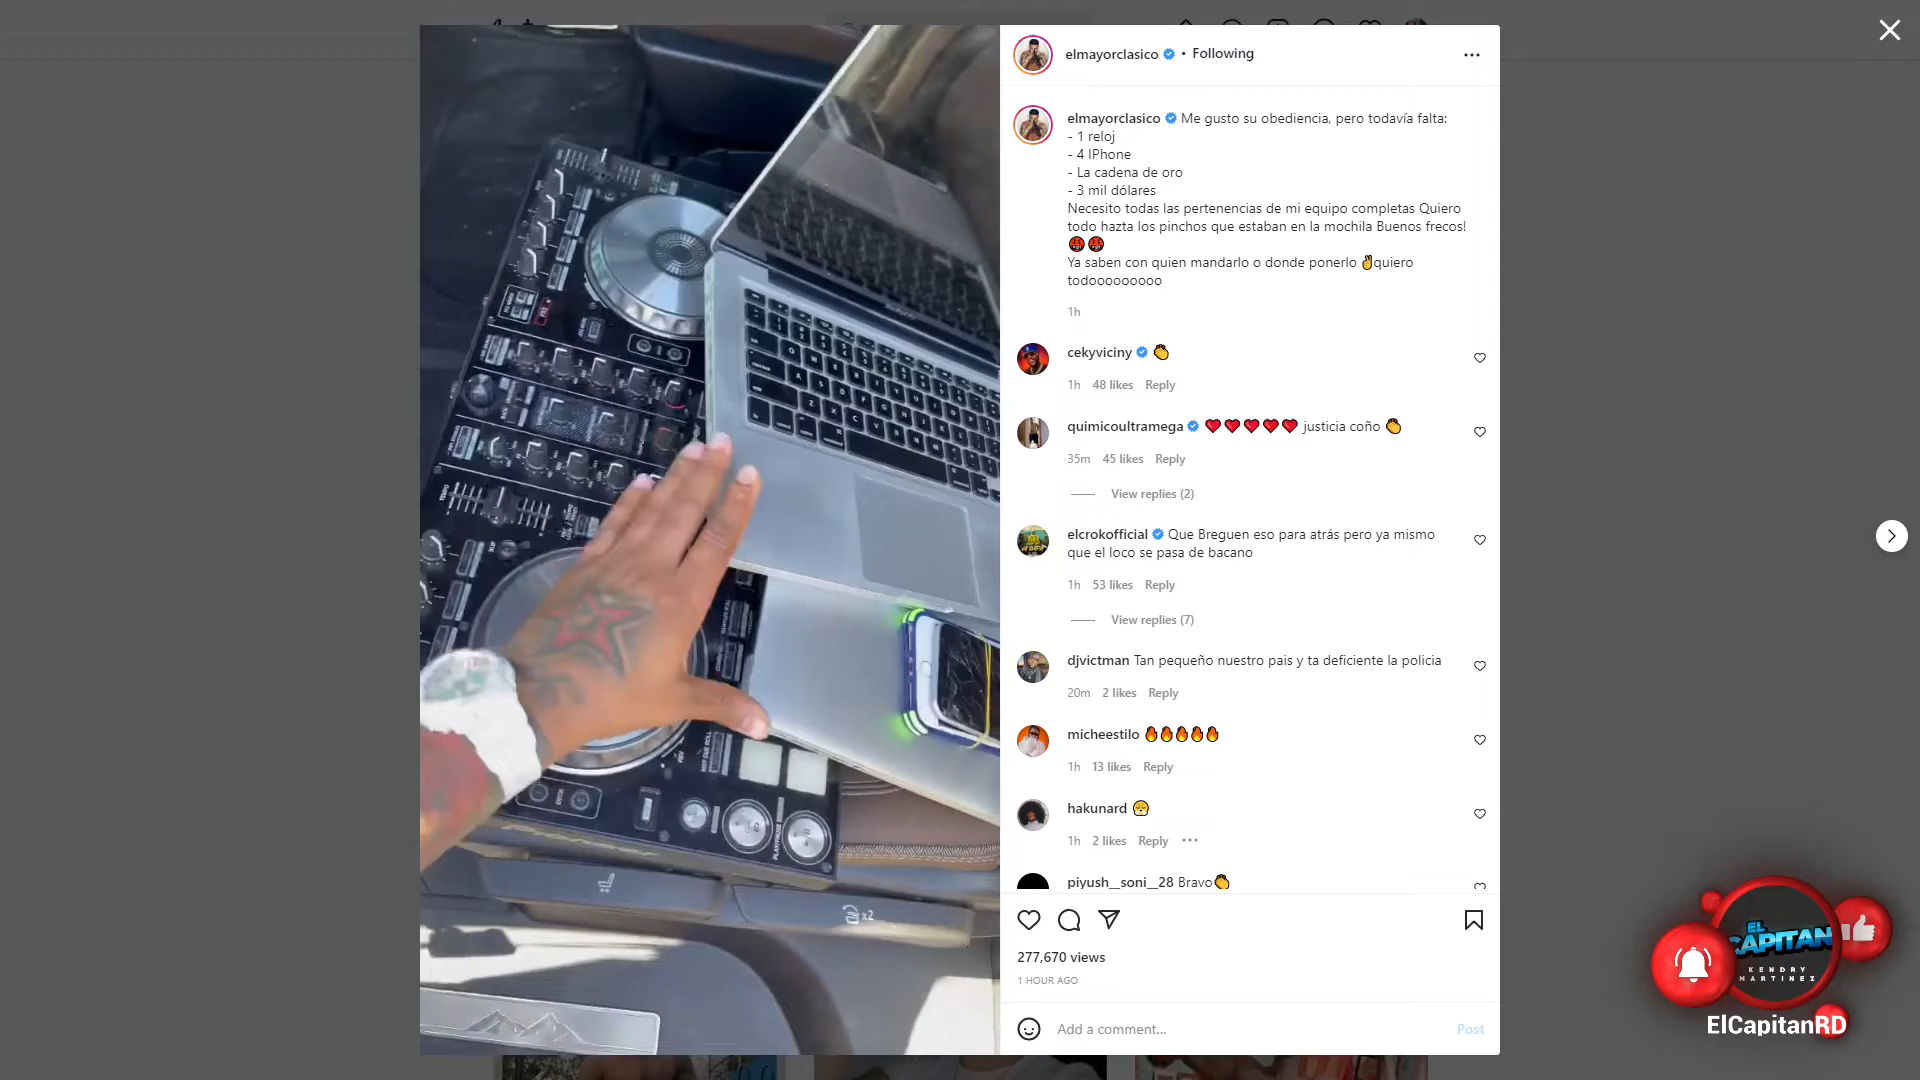 elmayorclasico • Following
elmayorclasico Me gusto su obediencia, pero todavía falta:
- 1 reloj
- 4 IPhone
- La cadena de oro
- 3 mil dólares
Necesito todas las pertenencias de mi equipo completas Quiero
todo hazta los pinchos que estaban en la mochila Buenos frecos!
🤬🤬
Ya saben con quien mandarlo o donde ponerlo ✌quiero
todooooooooo
1h
cekyviciny 👏
1h 48 likes Reply
quimicoultramega ❤❤❤❤❤ justicia coño 👏
35m 45 likes Reply
View replies (2)
elcrokofficial Que Breguen eso para atrás pero ya mismo
que el loco se pasa de bacano
1h 53 likes Reply
View replies (7)
djvictman Tan pequeño nuestro pais y ta deficiente la policia
20m 2 likes Reply
micheestilo 🔥🔥🔥🔥🔥
1h 13 likes Reply
hakunard 😤
1h 2 likes Reply
piyush__soni__28 Bravo👏
277,670 views
1 HOUR AGO
Add a comment... Post
TEMPO
PLAY/PAUSE
x2
EL
CAPITAN
KENDRY
MARTINEZ
ElCapitanRD